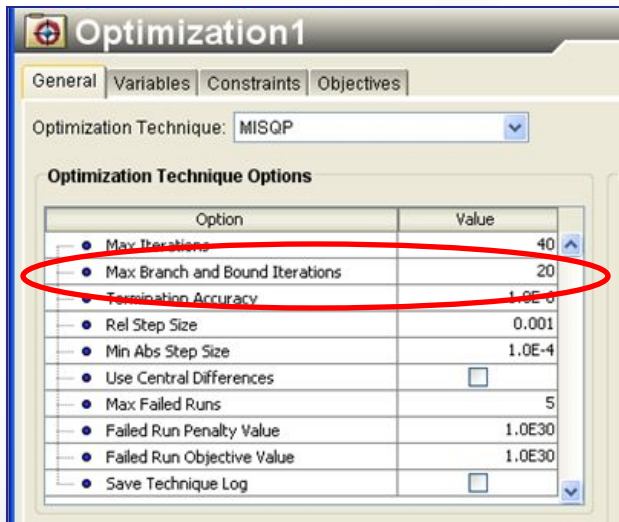 Optimization1
General Variables Constraints Objectives
Optimization Technique: MISQP
Optimization Technique Options
Option Value
Max Iterations 40
Max Branch and Bound Iterations 20
Termination Accuracy 1.0E-6
Rel Step Size 0.001
Min Abs Step Size 1.0E-4
Use Central Differences
Max Failed Runs 5
Failed Run Penalty Value 1.0E30
Failed Run Objective Value 1.0E30
Save Technique Log